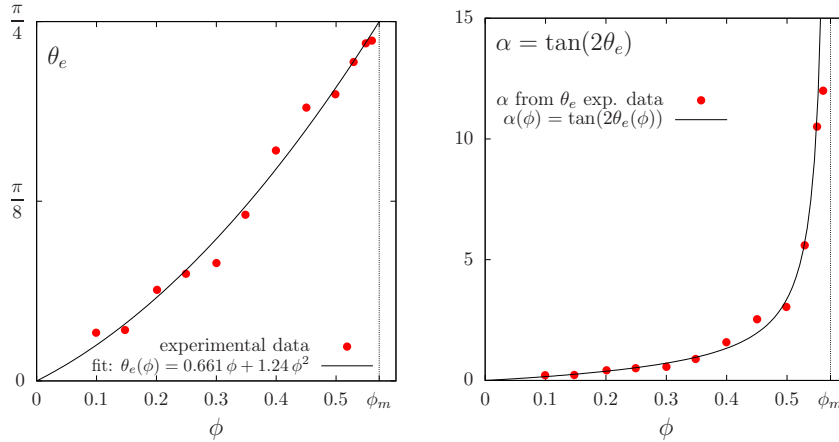 π
4
θe
π
8
experimental data
fit: θe(ϕ) = 0.661 ϕ + 1.24 ϕ²
0
0 0.1 0.2 0.3 0.4 0.5 ϕm
ϕ
15
α = tan(2θe)
α from θe exp. data
α(ϕ) = tan(2θe(ϕ))
10
5
0
0 0.1 0.2 0.3 0.4 0.5 ϕm
ϕ